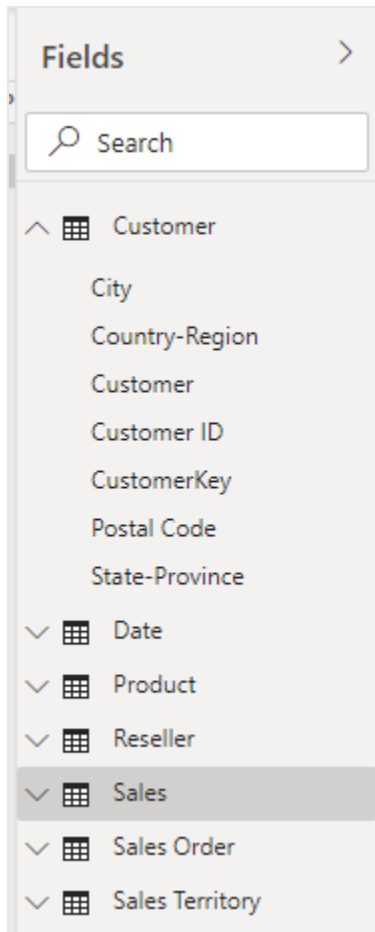 Fields
Search
Customer
City
Country-Region
Customer
Customer ID
CustomerKey
Postal Code
State-Province
Date
Product
Reseller
Sales
Sales Order
Sales Territory